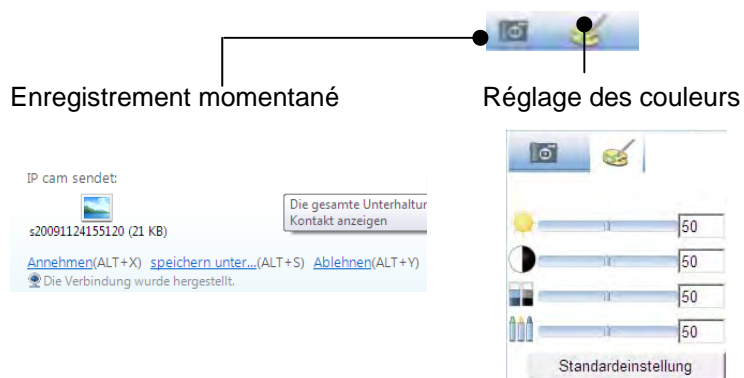 Enregistrement momentané
Réglage des couleurs
IP cam sendet:
Die gesamte
Kontakt anzeigen
s20091124155120 (21 KB)
Annehmen(ALT+X) speichern unter...(ALT+S) Ablehnen(ALT+Y)
Die Verbindung wurde hergestellt.
50
50
50
50
Standardeinstellung